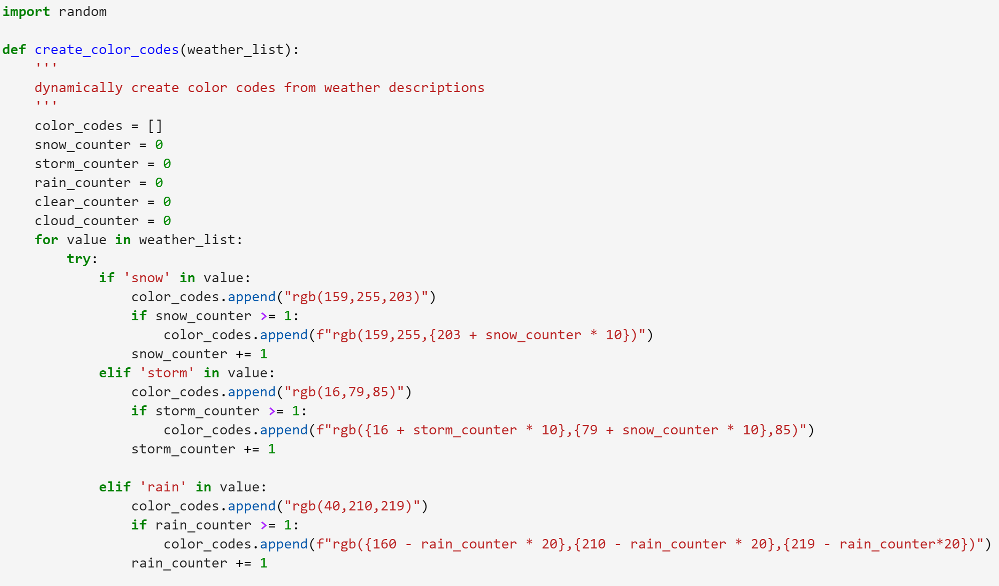 import random

def create_color_codes(weather_list):
    '''
    dynamically create color codes from weather descriptions
    '''
    color_codes = []
    snow_counter = 0
    storm_counter = 0
    rain_counter = 0
    clear_counter = 0
    cloud_counter = 0
    for value in weather_list:
        try:
            if 'snow' in value:
                color_codes.append("rgb(159,255,203)")
                if snow_counter >= 1:
                    color_codes.append(f"rgb(159,255,{203 + snow_counter * 10})")
                snow_counter += 1
            elif 'storm' in value:
                color_codes.append("rgb(16,79,85)")
                if storm_counter >= 1:
                    color_codes.append(f"rgb({16 + storm_counter * 10},{79 + snow_counter * 10},85)")
                storm_counter += 1

            elif 'rain' in value:
                color_codes.append("rgb(40,210,219)")
                if rain_counter >= 1:
                    color_codes.append(f"rgb({160 - rain_counter * 20},{210 - rain_counter * 20},{219 - rain_counter*20})")
                rain_counter += 1